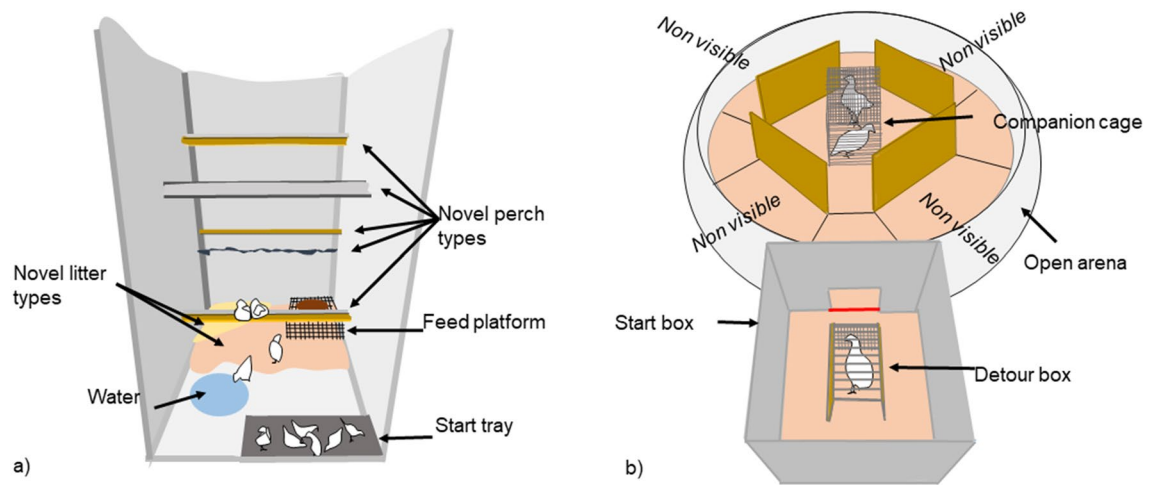 Novel perch
types
Novel litter
types
Feed platform
Water
Start tray
a)
Non visible
Non visible
Companion cage
Non visible
Non visible
Open arena
Start box
Detour box
b)